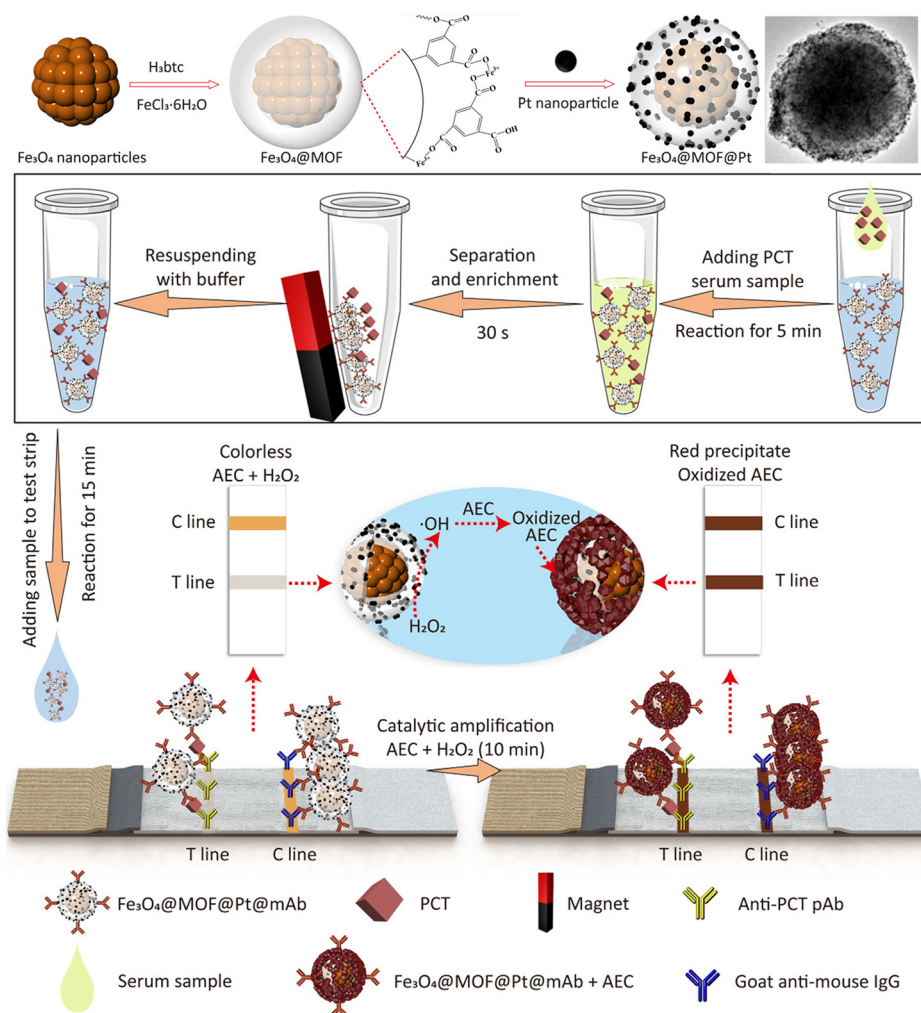 H₃btc
FeCl₃·6H₂O
Pt nanoparticle
Fe₃O₄ nanoparticles
Fe₃O₄@MOF
Fe₃O₄@MOF@Pt
O
C
O
O
C
O
Fe³⁺
O
C
O
O
C
OH
O
C
O
Fe³⁺
Resuspending
with buffer
Separation
and enrichment
30 s
Adding PCT
serum sample
Reaction for 5 min
Adding sample to test strip
Reaction for 15 min
Colorless
AEC + H₂O₂
C line
T line
·OH
AEC
Oxidized
AEC
H₂O₂
Red precipitate
Oxidized AEC
C line
T line
Catalytic amplification
AEC + H₂O₂ (10 min)
T line
C line
T line
C line
Fe₃O₄@MOF@Pt@mAb
PCT
Magnet
Anti-PCT pAb
Serum sample
Fe₃O₄@MOF@Pt@mAb + AEC
Goat anti-mouse IgG